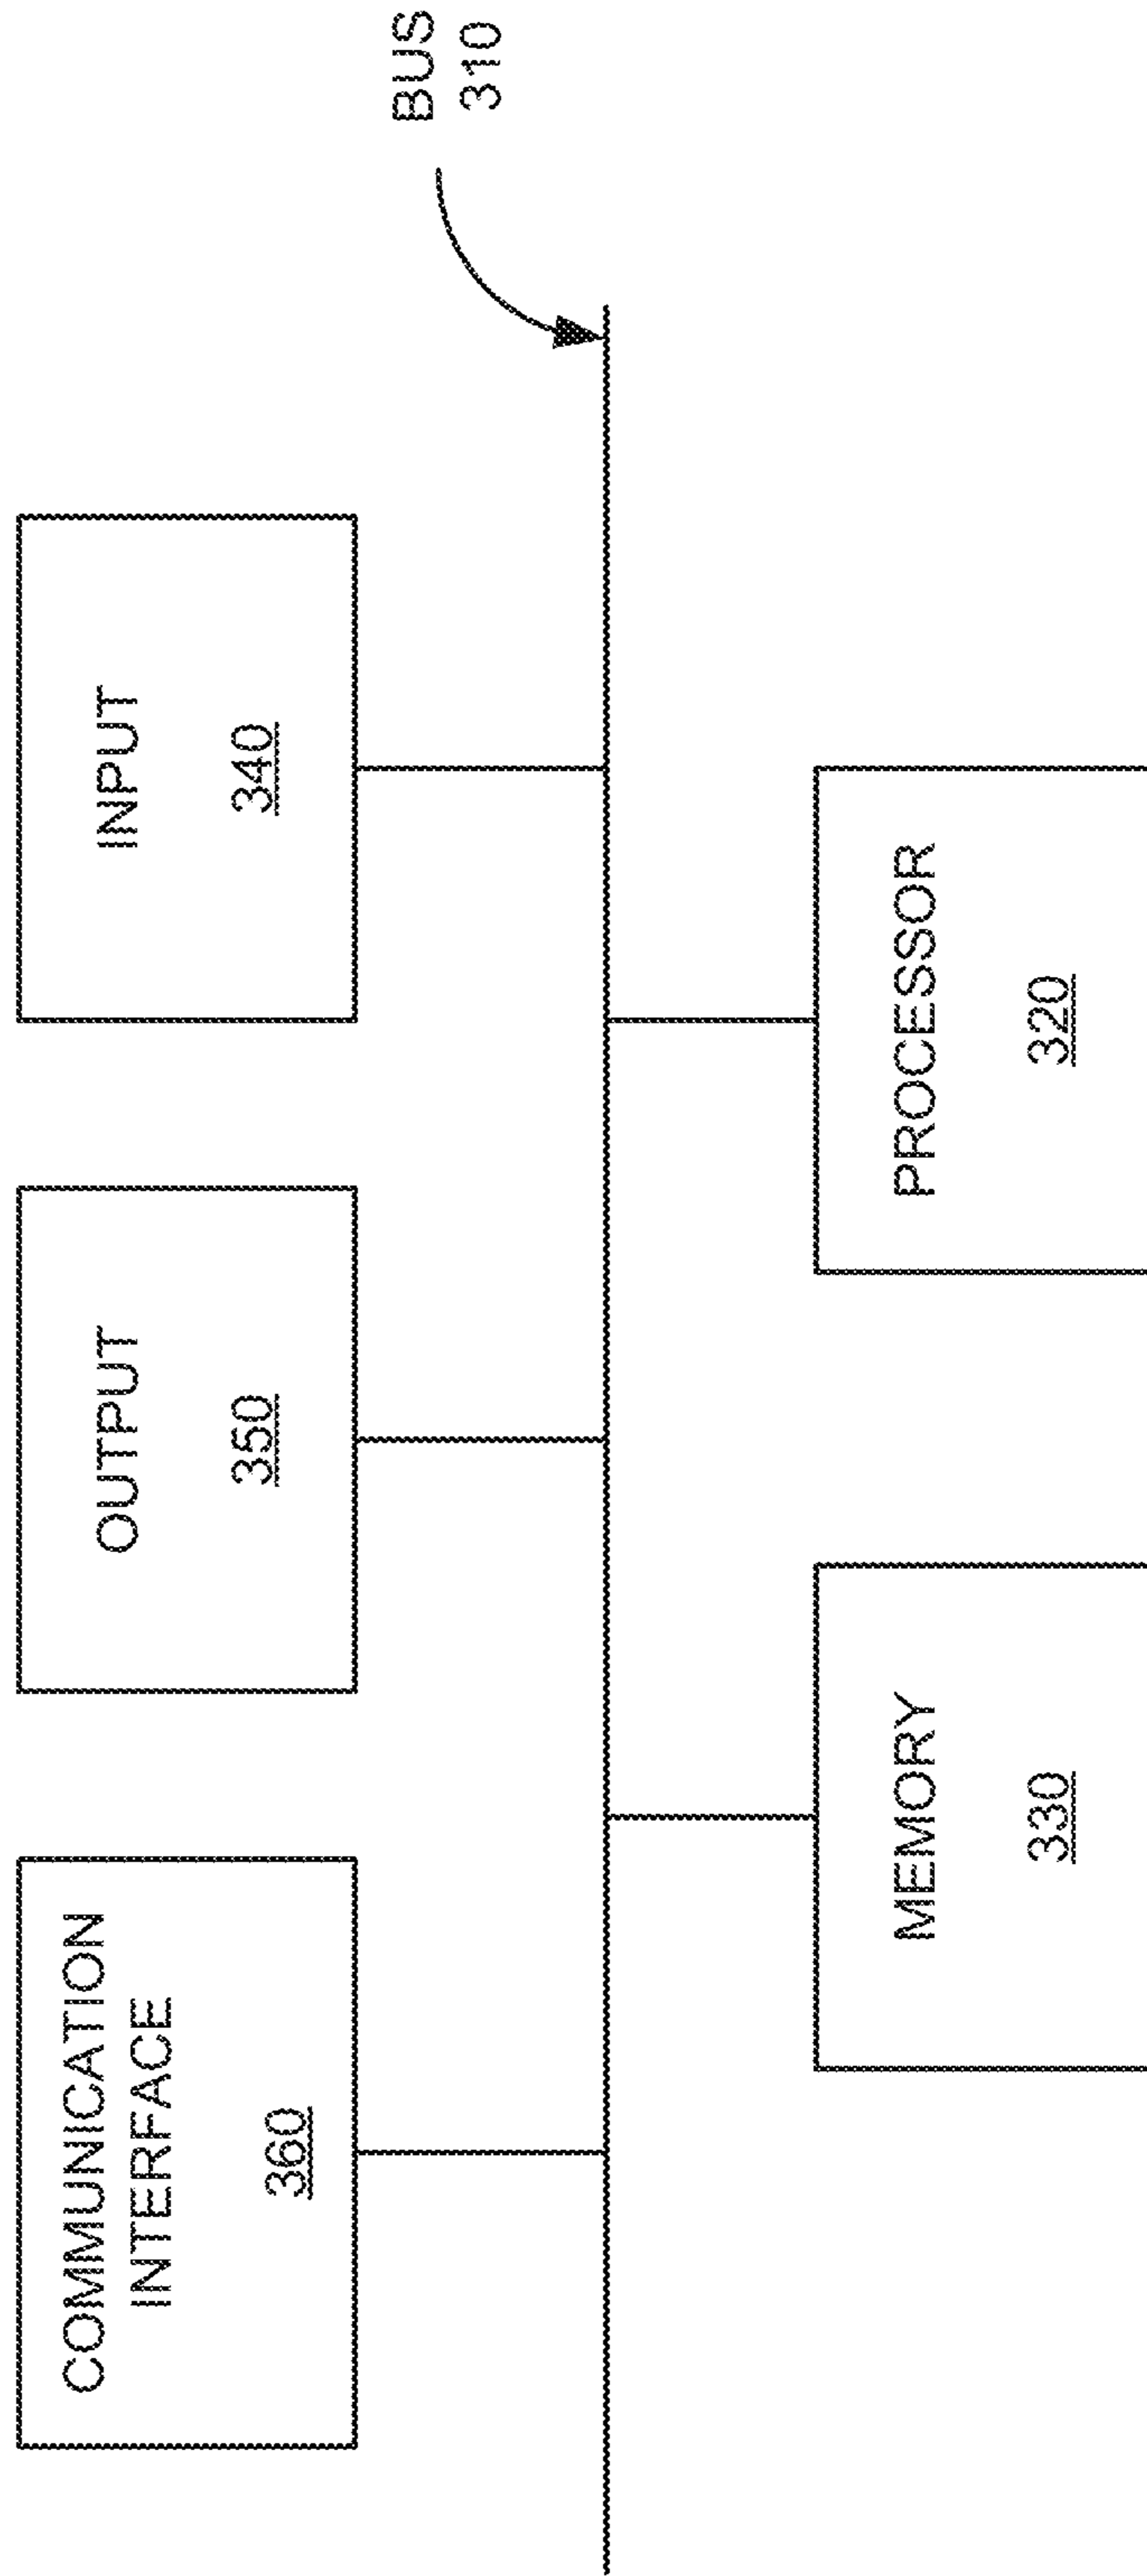 COMMUNICATION
INTERFACE
360
OUTPUT
350
INPUT
340
BUS
310
MEMORY
330
PROCESSOR
320